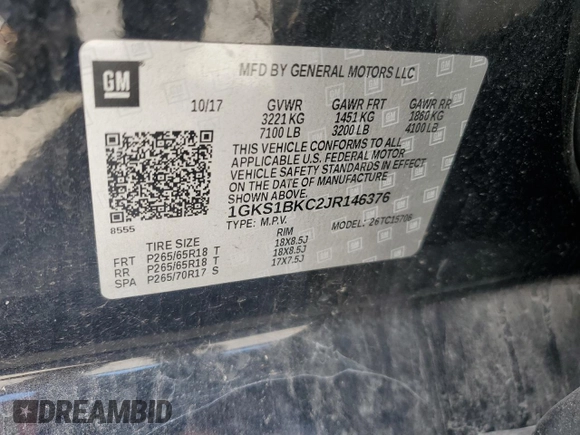 GM
MFD BY GENERAL MOTORS LLC
10/17 GVWR GAWR FRT GAWR RR
3221 KG 1451 KG 1860 KG
7100 LB 3200 LB 4100 LB
THIS VEHICLE CONFORMS TO ALL
APPLICABLE U.S. FEDERAL MOTOR
VEHICLE SAFETY STANDARDS IN
EFFECT ON THE DATE OF MANUFACTURE
SHOWN ABOVE.
1GKS1BKC2JR146376
TYPE: M.P.V. MODEL: 26TC15706
8555
TIRE SIZE RIM
FRT P265/65R18 T 18X8.5J
RR P265/65R18 T 18X8.5J
SPA P265/70R17 S 17X7.5J
DREAMBID